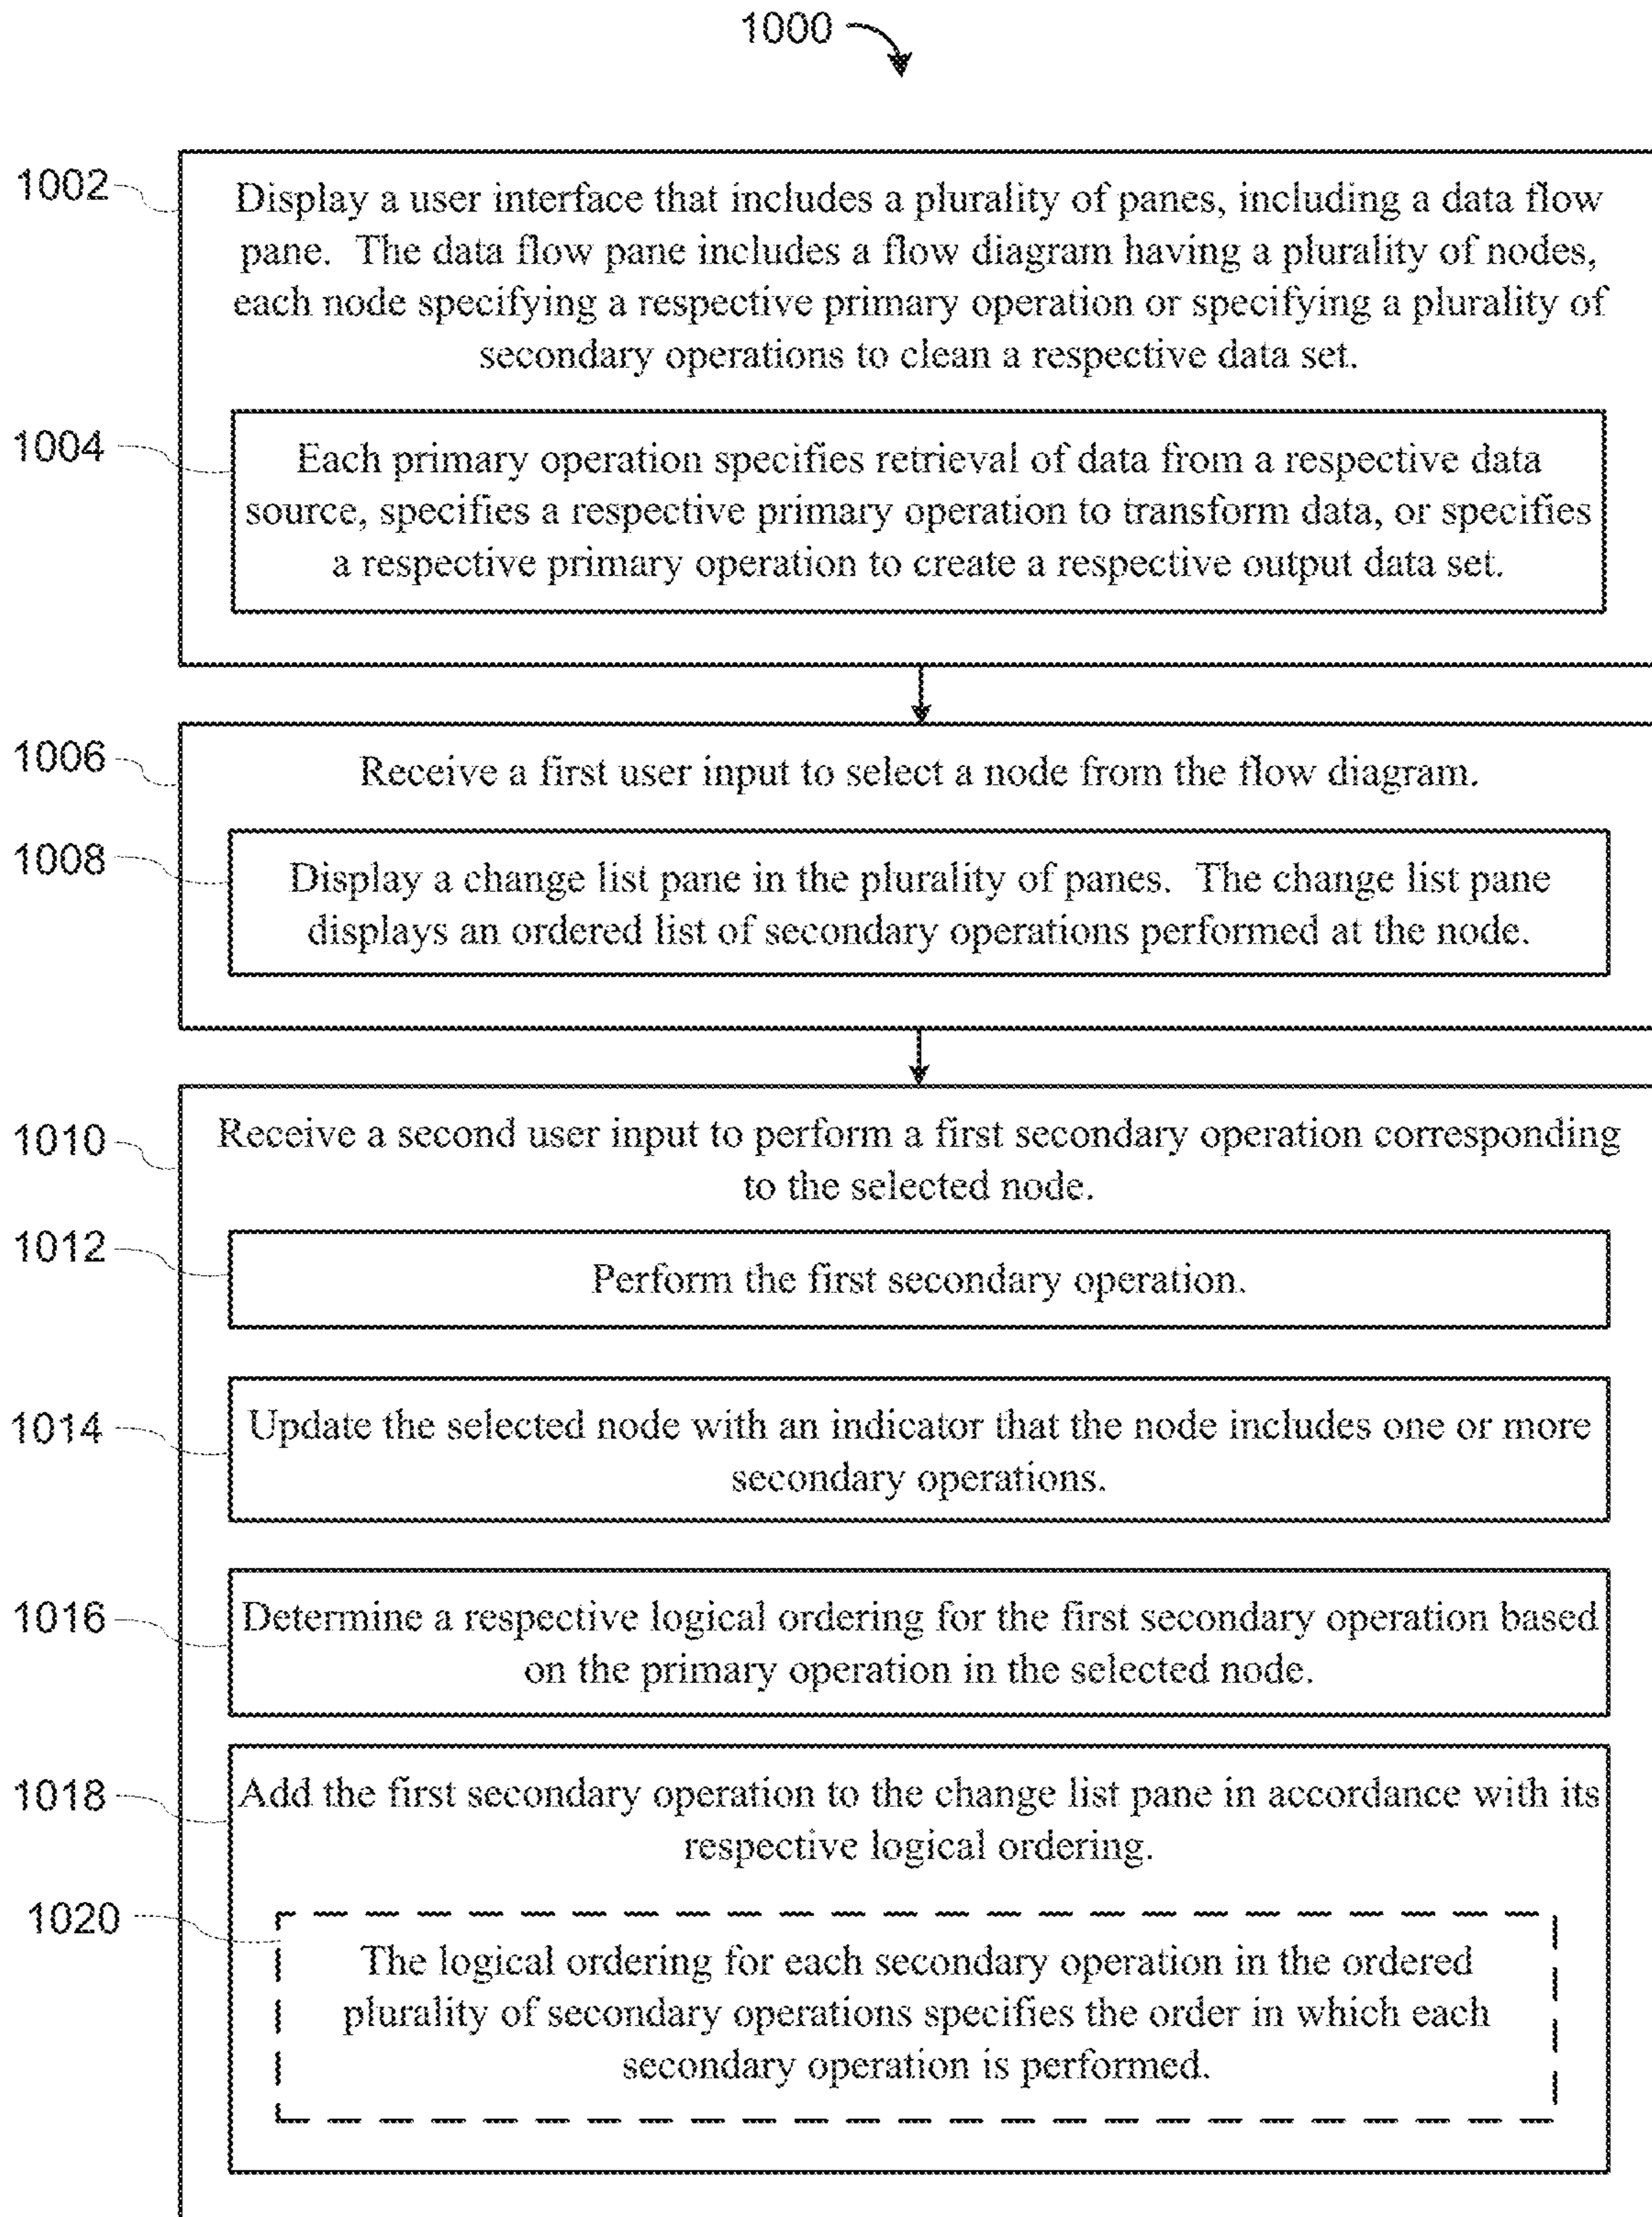 1000
1002
Display a user interface that includes a plurality of panes, including a data flow
pane. The data flow pane includes a flow diagram having a plurality of nodes,
each node specifying a respective primary operation or specifying a plurality of
secondary operations to clean a respective data set.
1004
Each primary operation specifies retrieval of data from a respective data
source, specifies a respective primary operation to transform data, or specifies
a respective primary operation to create a respective output data set.
1006
Receive a first user input to select a node from the flow diagram.
1008
Display a change list pane in the plurality of panes. The change list pane
displays an ordered list of secondary operations performed at the node.
1010
Receive a second user input to perform a first secondary operation corresponding
to the selected node.
1012
Perform the first secondary operation.
1014
Update the selected node with an indicator that the node includes one or more
secondary operations.
1016
Determine a respective logical ordering for the first secondary operation based
on the primary operation in the selected node.
1018
Add the first secondary operation to the change list pane in accordance with its
respective logical ordering.
1020
The logical ordering for each secondary operation in the ordered
plurality of secondary operations specifies the order in which each
secondary operation is performed.